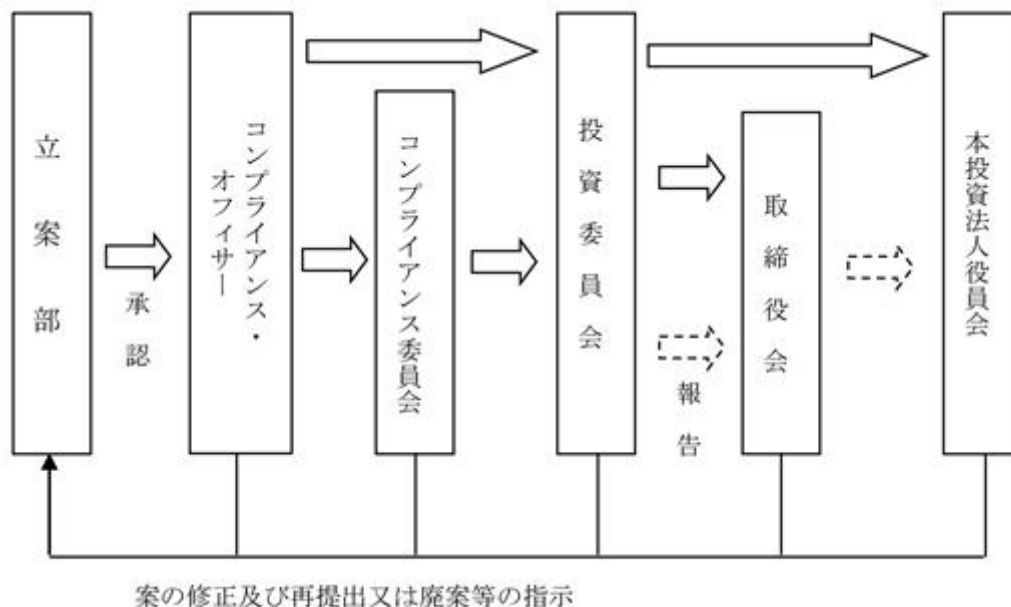 立案部
承認
コンプライアンス・
オフィサー
コンプライアンス委員会
投資委員会
報告
取締役会
本投資法人役員会
案の修正及び再提出又は廃案等の指示